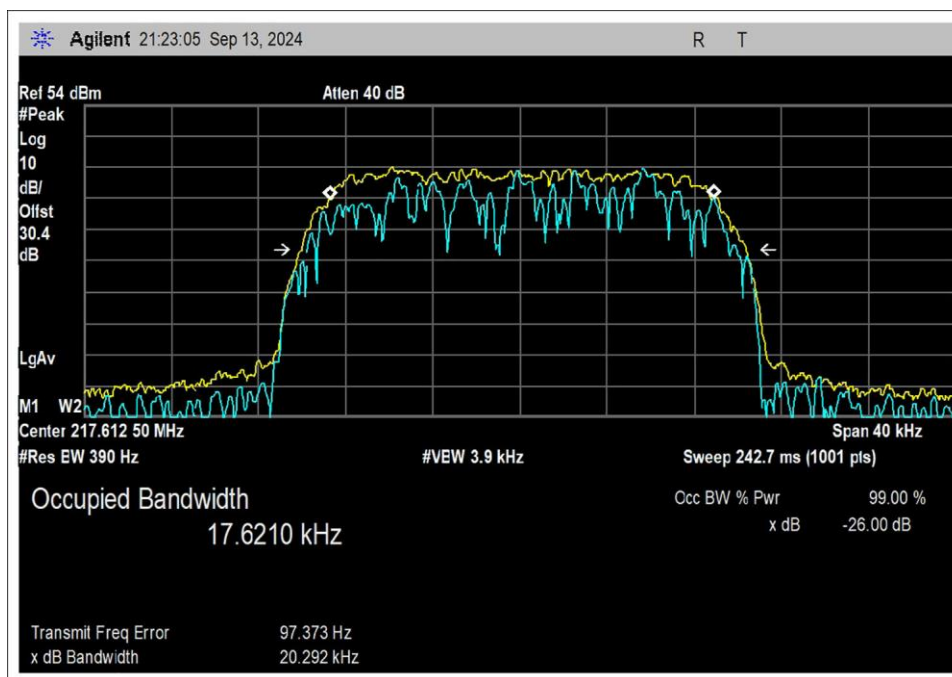 Agilent 21:23:05 Sep 13, 2024 R T
Ref 54 dBm Atten 40 dB
#Peak
Log
10
dB/
Offst
30.4
dB
LgAv
M1 W2
Center 217.612 50 MHz Span 40 kHz
#Res BW 390 Hz #VBW 3.9 kHz Sweep 242.7 ms (1001 pts)
Occupied Bandwidth Occ BW % Pwr 99.00 %
17.6210 kHz x dB -26.00 dB
Transmit Freq Error 97.373 Hz
x dB Bandwidth 20.292 kHz